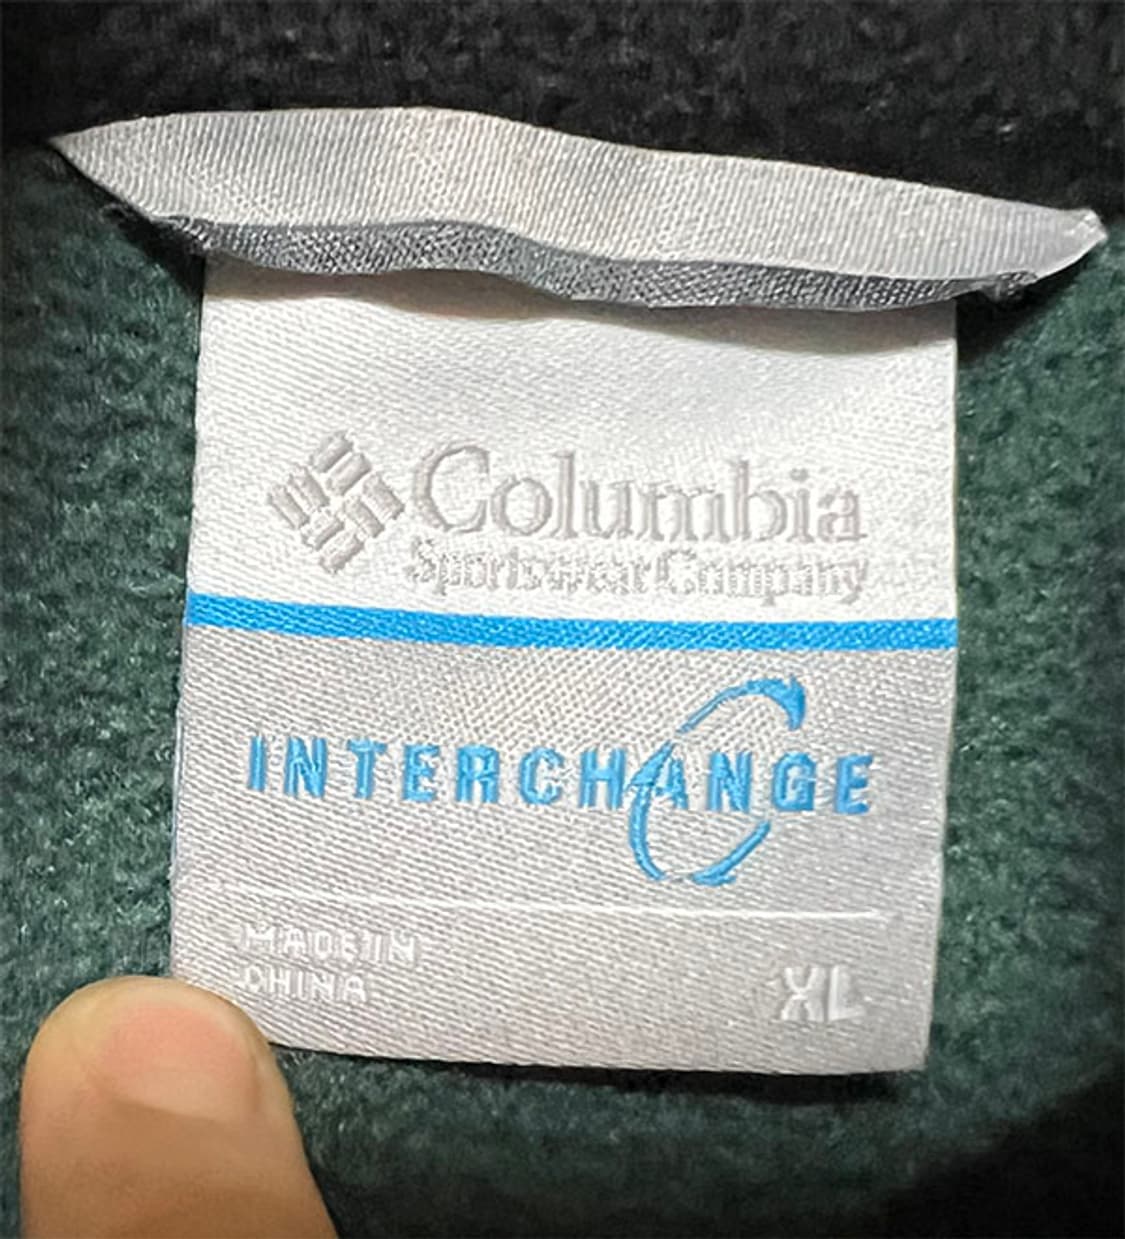 Columbia
Sportswear Company
INTERCHANGE
MADE IN
CHINA
XL